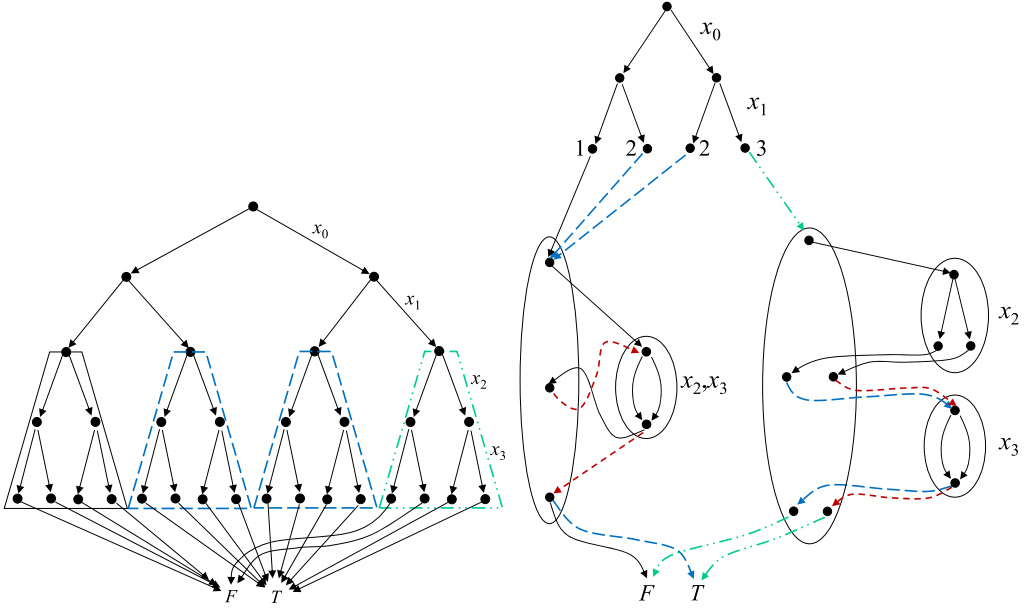 x₀
x₁
1 2 2 3
x₀
x₁
x₂
x₂,x₃
x₂
x₃
x₃
F T
F T